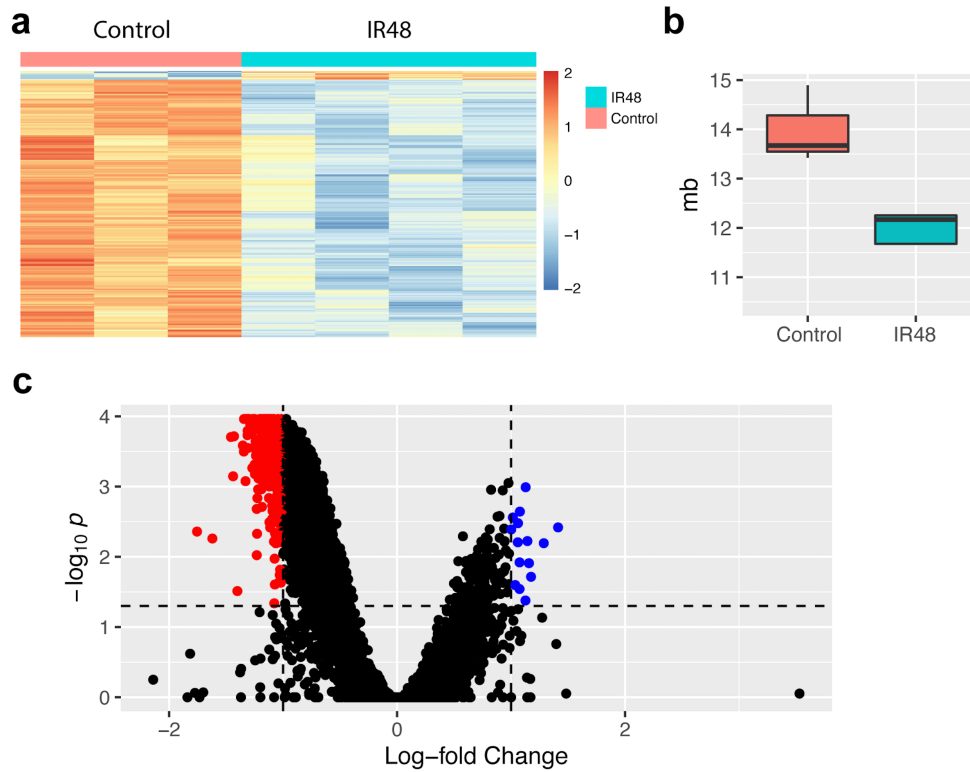 a
Control IR48
2
1
0
−1
−2
IR48
Control
b
15
14
13
12
11
mb
Control IR48
c
4
3
2
1
0
−log10 p
−2 0 2
Log−fold Change